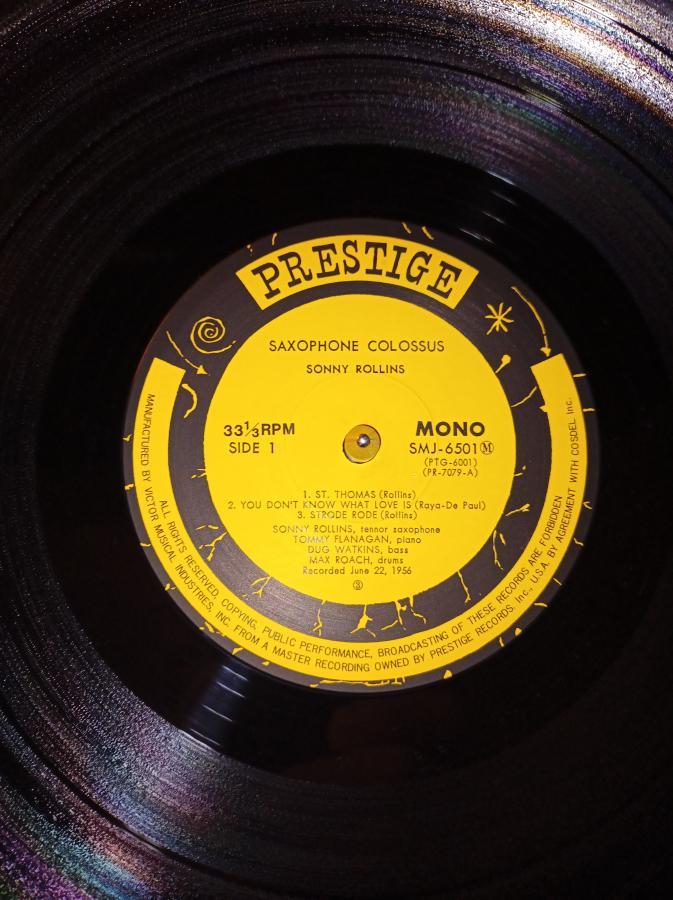 PRESTIGE
SAXOPHONE COLOSSUS
SONNY ROLLINS
33⅓RPM
SIDE 1
MONO
SMJ-6501Ⓜ
(PTG-6001)
(PR-7079-A)
1. ST. THOMAS (Rollins)
2. YOU DON'T KNOW WHAT LOVE IS (Raya-De Paul)
3. STRODE RODE (Rollins)
SONNY ROLLINS, tennor saxophone
TOMMY FLANAGAN, piano
DUG WATKINS, bass
MAX ROACH, drums
Recorded June 22, 1956
Ⓢ
ALL RIGHTS RESERVED, COPYING, PUBLIC PERFORMANCE, BROADCASTING OF THESE RECORDS ARE FORBIDDEN
MANUFACTURED BY VICTOR MUSICAL INDUSTRIES, INC. FROM A MASTER RECORDING OWNED BY PRESTIGE RECORDS. Inc., U.S.A. BY AGREEMENT WITH COSDEL Inc.